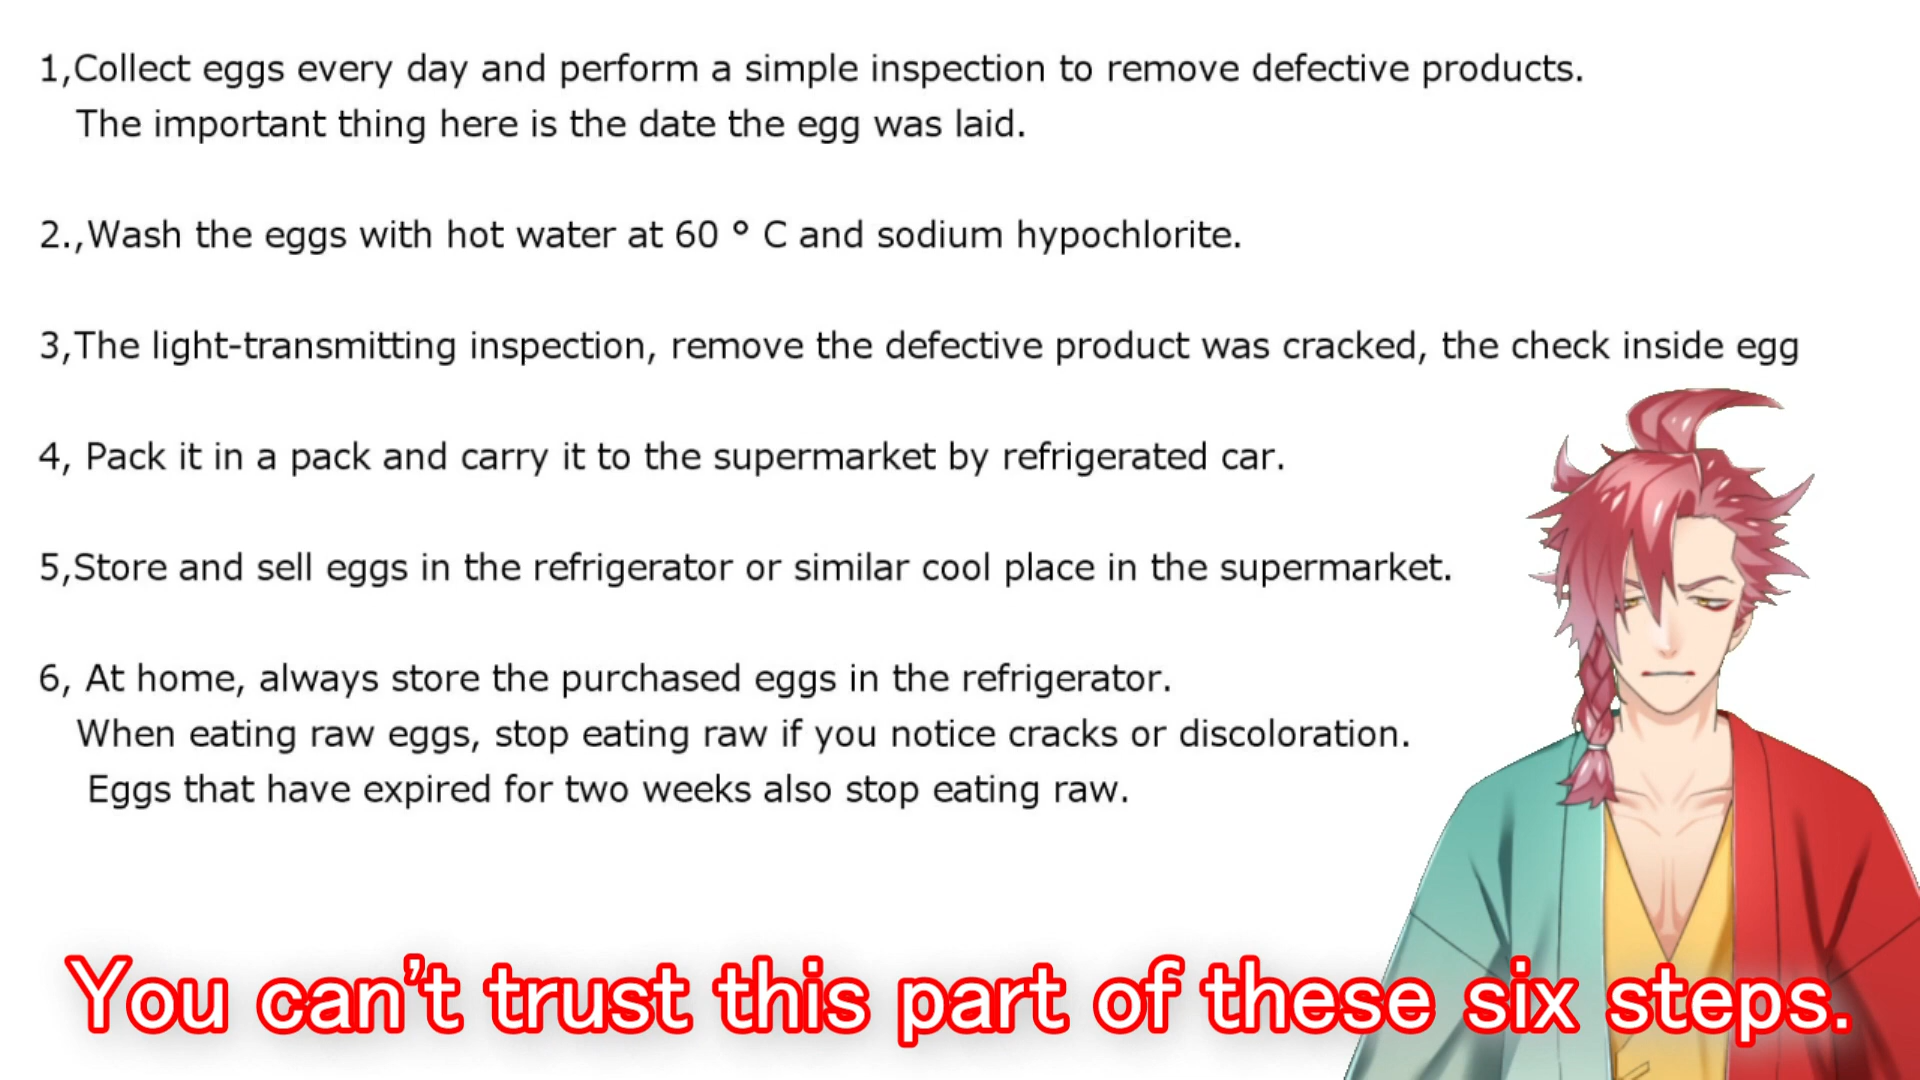 1,Collect eggs every day and perform a simple inspection to remove defective products.
The important thing here is the date the egg was laid.
2.,Wash the eggs with hot water at 60 ° C and sodium hypochlorite.
3,The light-transmitting inspection, remove the defective product was cracked, the check inside egg
4, Pack it in a pack and carry it to the supermarket by refrigerated car.
5,Store and sell eggs in the refrigerator or similar cool place in the supermarket.
6, At home, always store the purchased eggs in the refrigerator.
When eating raw eggs, stop eating raw if you notice cracks or discoloration.
Eggs that have expired for two weeks also stop eating raw.
You can't trust this part of these six steps.